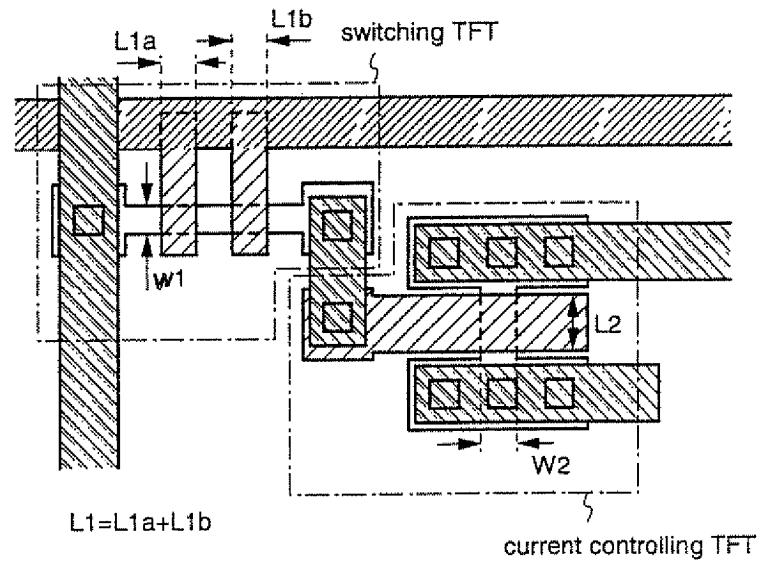 L1b
L1a
switching TFT
W1
L2
W2
L1=L1a+L1b
current controlling TFT